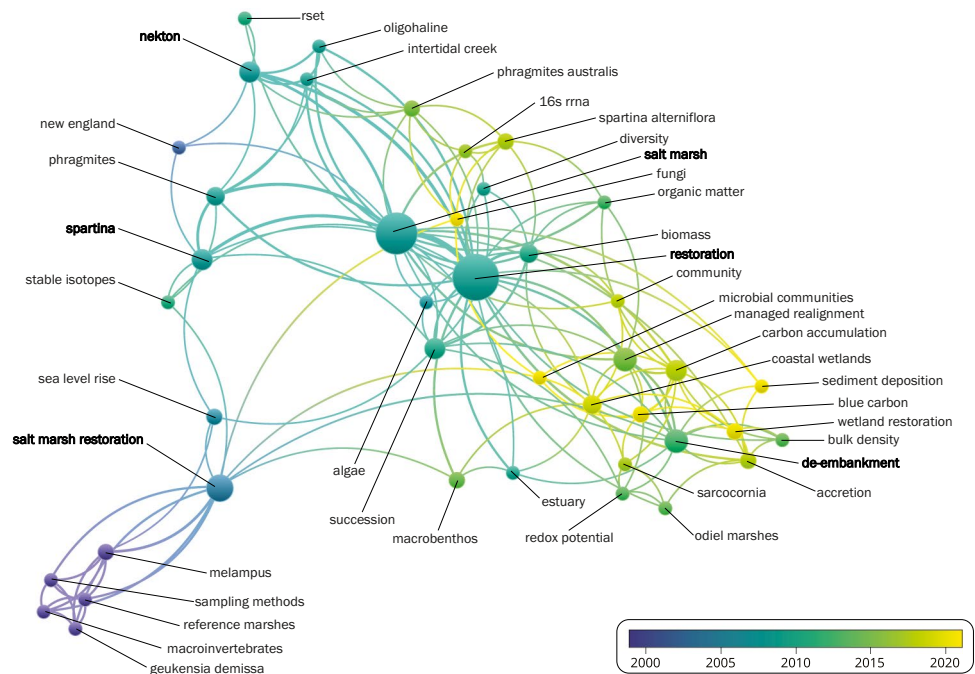 rset
nekton
oligohaline
intertidal creek
phragmites australis
16s rrna
new england
spartina alterniflora
diversity
salt marsh
phragmites
fungi
organic matter
spartina
biomass
restoration
community
stable isotopes
microbial communities
managed realignment
carbon accumulation
coastal wetlands
sea level rise
sediment deposition
blue carbon
wetland restoration
salt marsh restoration
bulk density
de-embankment
algae
sarcocornia
accretion
estuary
succession
macrobenthos
redox potential
odiel marshes
melampus
sampling methods
reference marshes
macroinvertebrates
geukensia demissa
2000 2005 2010 2015 2020